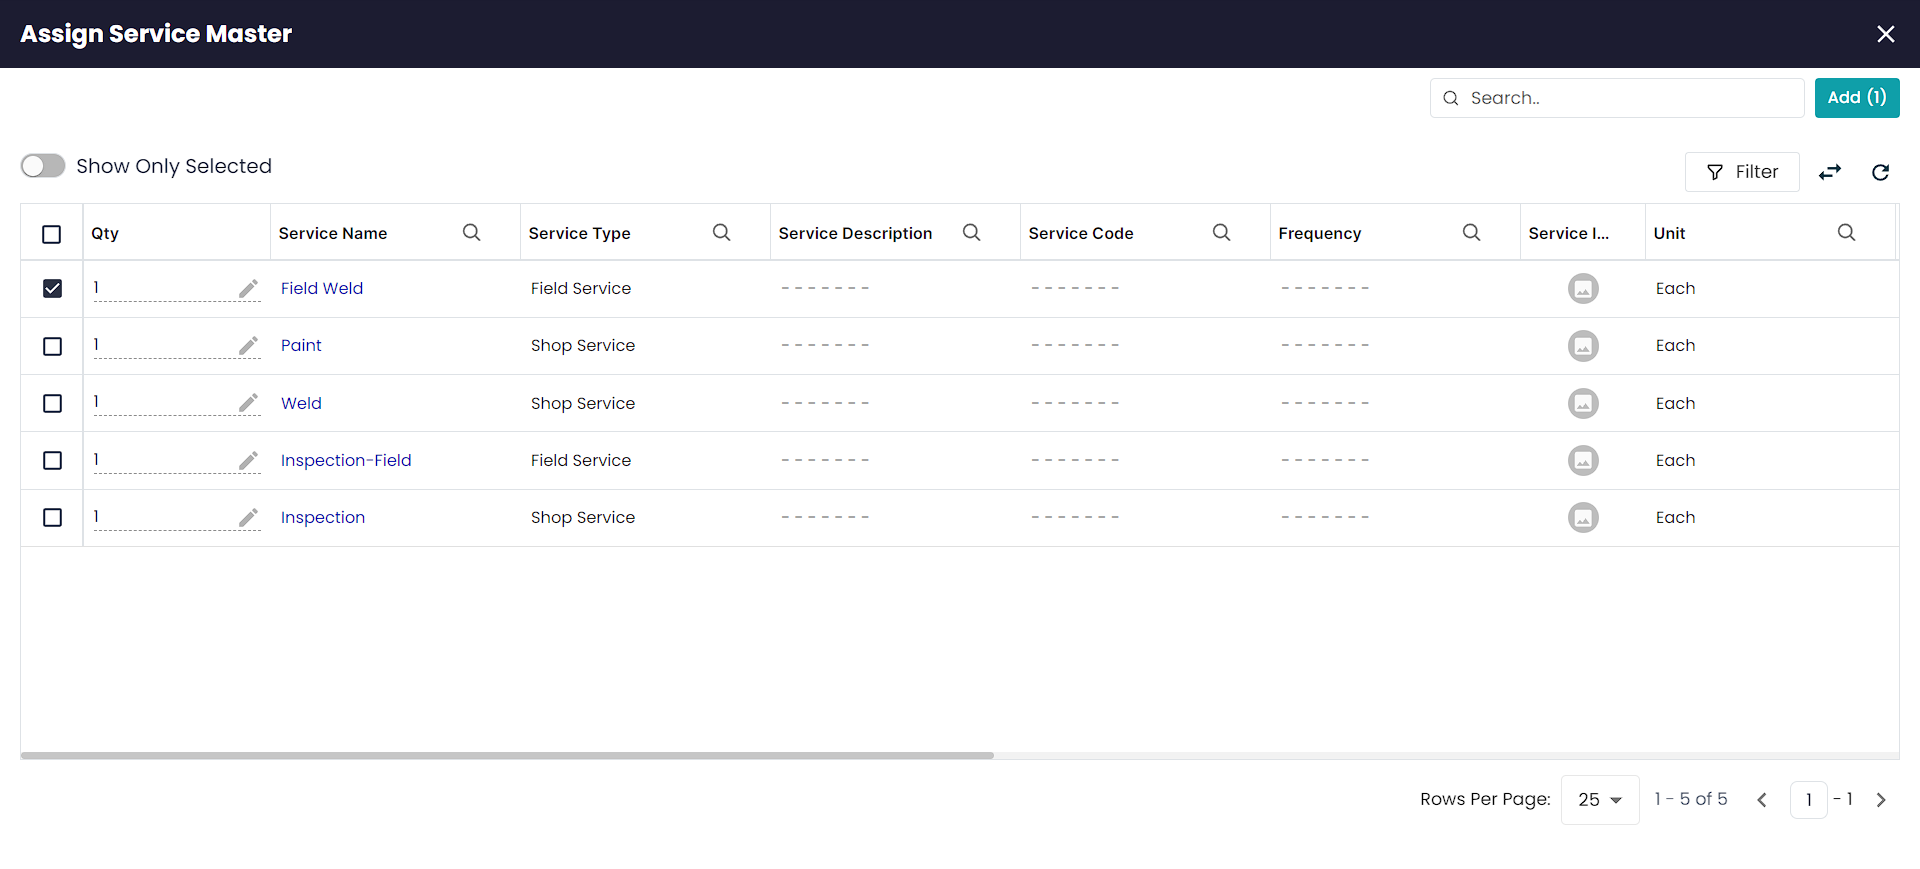 Assign Service Master
Search..
Add (1)
Show Only Selected
Filter
Qty Service Name Service Type Service Description Service Code Frequency Service I... Unit
1 Field Weld Field Service ------- ------- ------- Each
1 Paint Shop Service ------- ------- ------- Each
1 Weld Shop Service ------- ------- ------- Each
1 Inspection-Field Field Service ------- ------- ------- Each
1 Inspection Shop Service ------- ------- ------- Each
Rows Per Page: 25 1 - 5 of 5 1 - 1